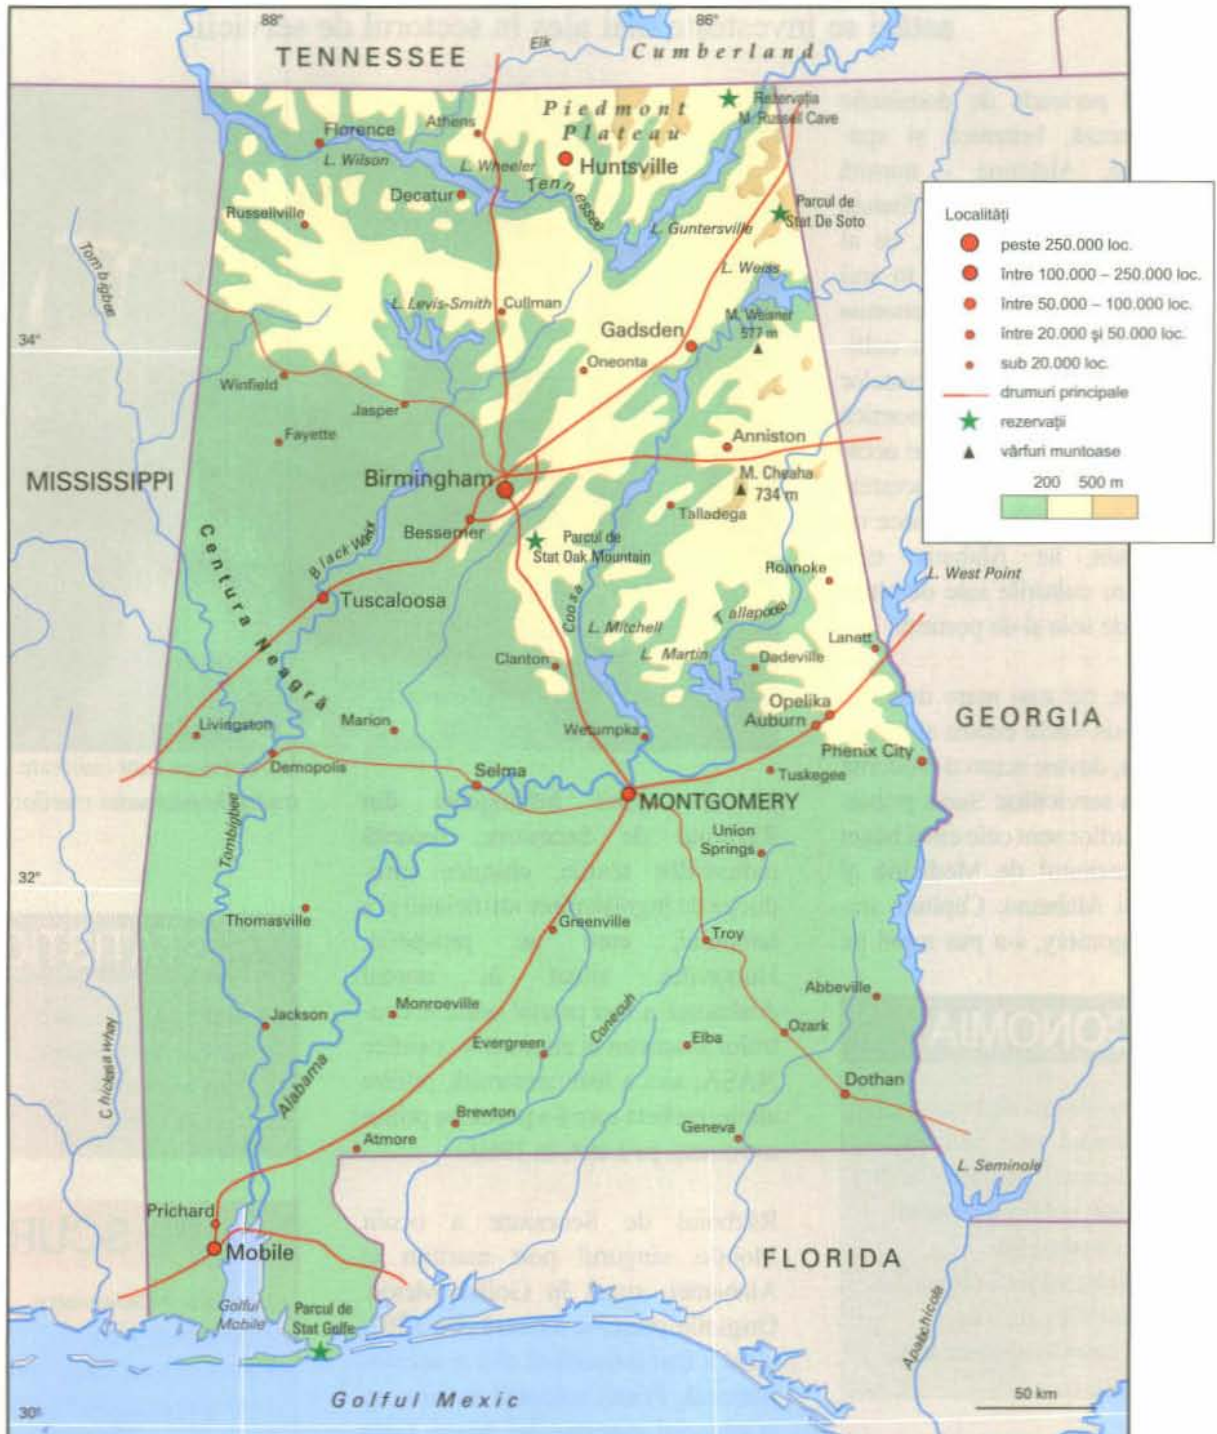 88°
86°
TENNESSEE
Elk
Cumberland
Piedmont
Plateau
Rezervația
M. Russell Cave
Florence
Athens
L. Wilson
L. Wheeler
Huntsville
Tennessee
Decatur
Russellville
Parcul de
Stat De Soto
L. Guntersville
L. Weiss
Tombigbee
L. Levis-Smith
Cullman
M. Weisner
577 m
Gadsden
34°
Oneonta
Winfield
Jasper
Fayette
Anniston
MISSISSIPPI
Birmingham
M. Cheaha
734 m
Talladega
Bessemer
Parcul de
Stat Oak Mountain
Centura Neagră
Roanoke
L. West Point
Tuscaloosa
Coosa
Tallapoosa
L. Mitchell
Lanett
L. Martin
Clanton
Dadeville
Opelika
Auburn
GEORGIA
Livingston
Marion
Wetumpka
Phenix City
Demopolis
Selma
Tuskegee
MONTGOMERY
Union
Springs
Tombigbee
32°
Thomasville
Greenville
Troy
Abbeville
Monroeville
Jackson
Conecuh
Ozark
Evergreen
Elba
Alabama
Dothan
Brewton
Geneva
Atmore
L. Seminole
Prichard
Mobile
FLORIDA
Golful
Mobile
Parcul de
Stat Golfe
Golful Mexic
50 km
30°
Localități
peste 250.000 loc.
între 100.000 – 250.000 loc.
între 50.000 – 100.000 loc.
între 20.000 și 50.000 loc.
sub 20.000 loc.
drumuri principale
rezervații
vârfuri muntoase
200 500 m